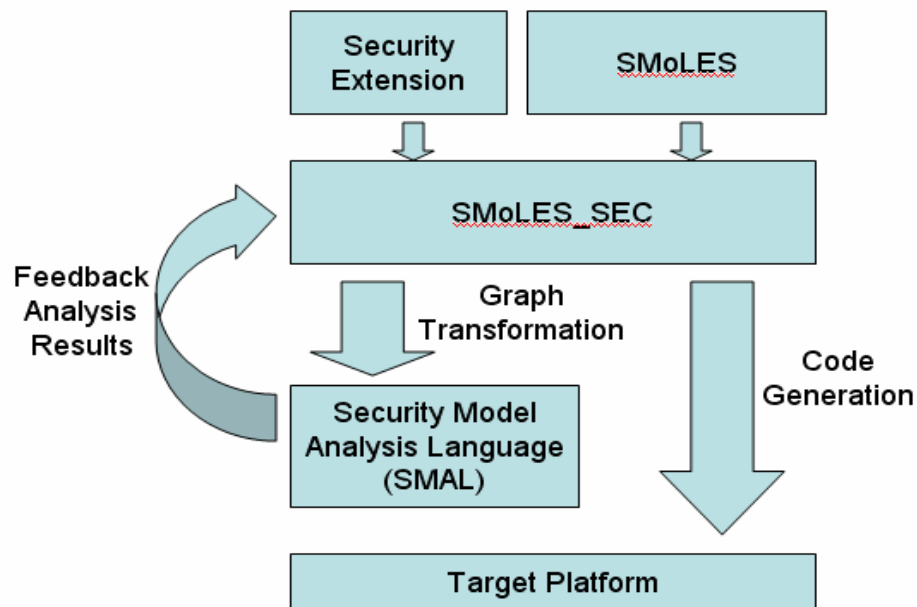 Security
Extension
SMoLES
SMoLES_SEC
Feedback
Analysis
Results
Graph
Transformation
Code
Generation
Security Model
Analysis Language
(SMAL)
Target Platform